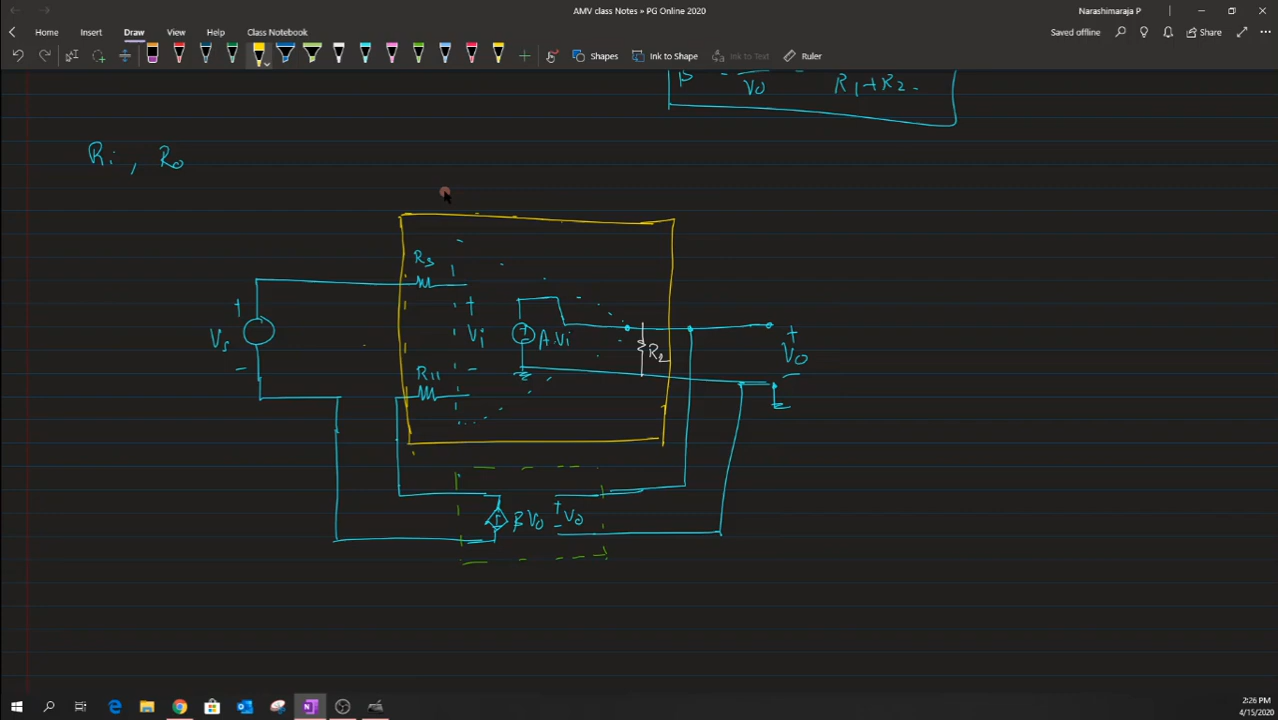 AMV class Notes » PG Online 2020
Narashimaraja P
Home Insert Draw View Help Class Notebook
Saved offline
Share
Shapes
Ink to Shape
Ink to Text
Ruler
β
Vo
R1+R2
Ri, Ro
Rs
+
Vs
-
+
Vi
-
A.Vi
R2
+
Vo
-
R11
βVo
+
Vo
-
2:26 PM
4/15/2020